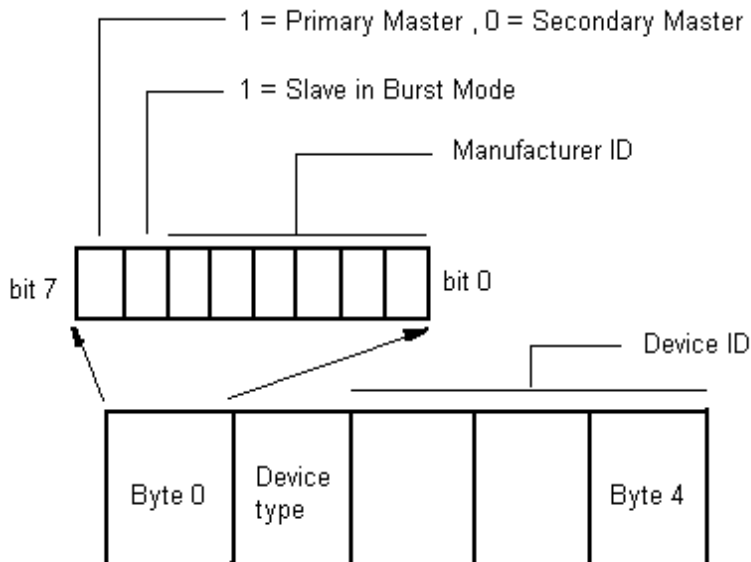 1 = Primary Master , 0 = Secondary Master
1 = Slave in Burst Mode
Manufacturer ID
bit 7
bit 0
Device ID
Byte 0
Device
type
Byte 4